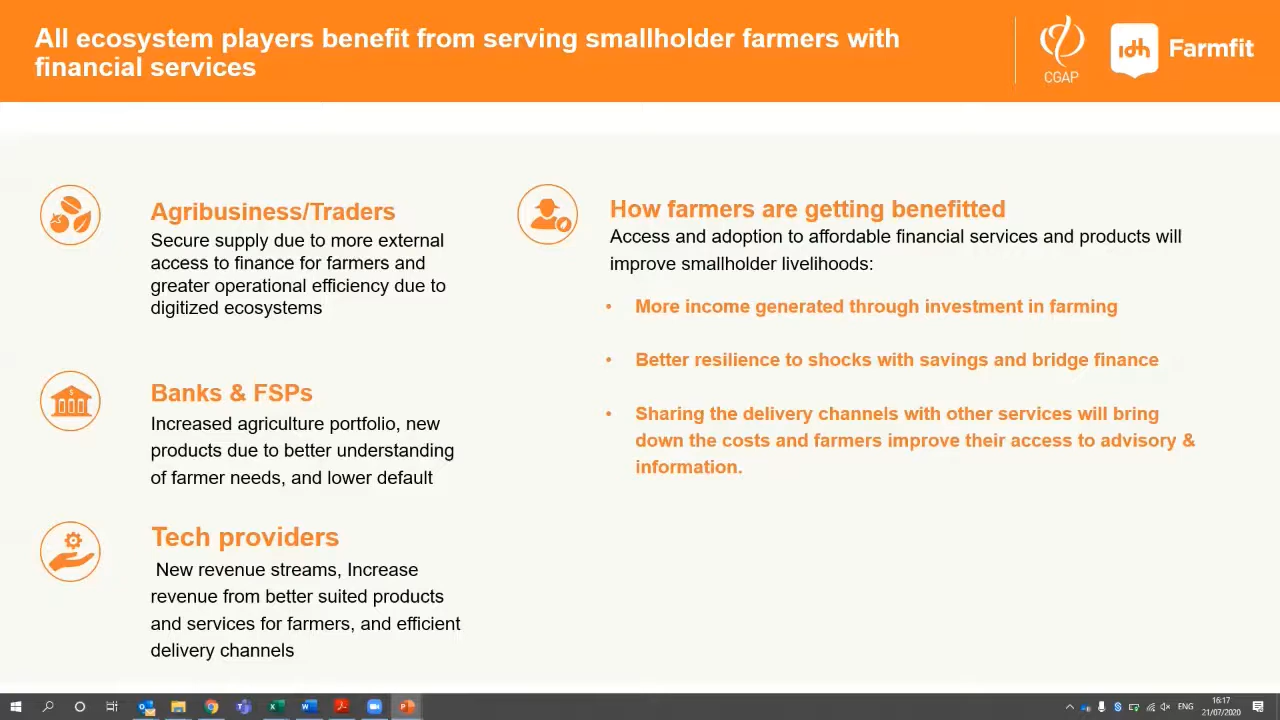 All ecosystem players benefit from serving smallholder farmers with
financial services
CGAP
idh
Farmfit
Agribusiness/Traders
Secure supply due to more external
access to finance for farmers and
greater operational efficiency due to
digitized ecosystems
Banks & FSPs
Increased agriculture portfolio, new
products due to better understanding
of farmer needs, and lower default
Tech providers
New revenue streams, Increase
revenue from better suited products
and services for farmers, and efficient
delivery channels
How farmers are getting benefitted
Access and adoption to affordable financial services and products will
improve smallholder livelihoods:
• More income generated through investment in farming
• Better resilience to shocks with savings and bridge finance
• Sharing the delivery channels with other services will bring
down the costs and farmers improve their access to advisory &
information.
ENG
16:17
21/07/2020